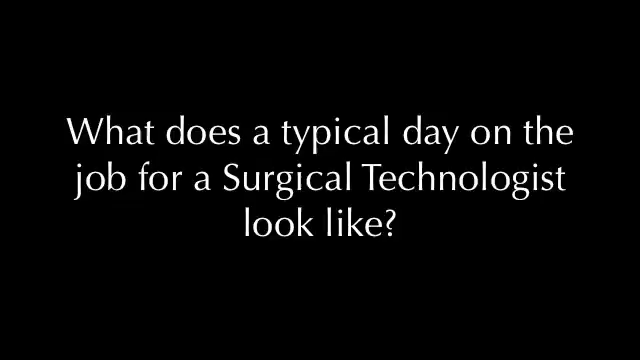 What does a typical day on the
job for a Surgical Technologist
look like?